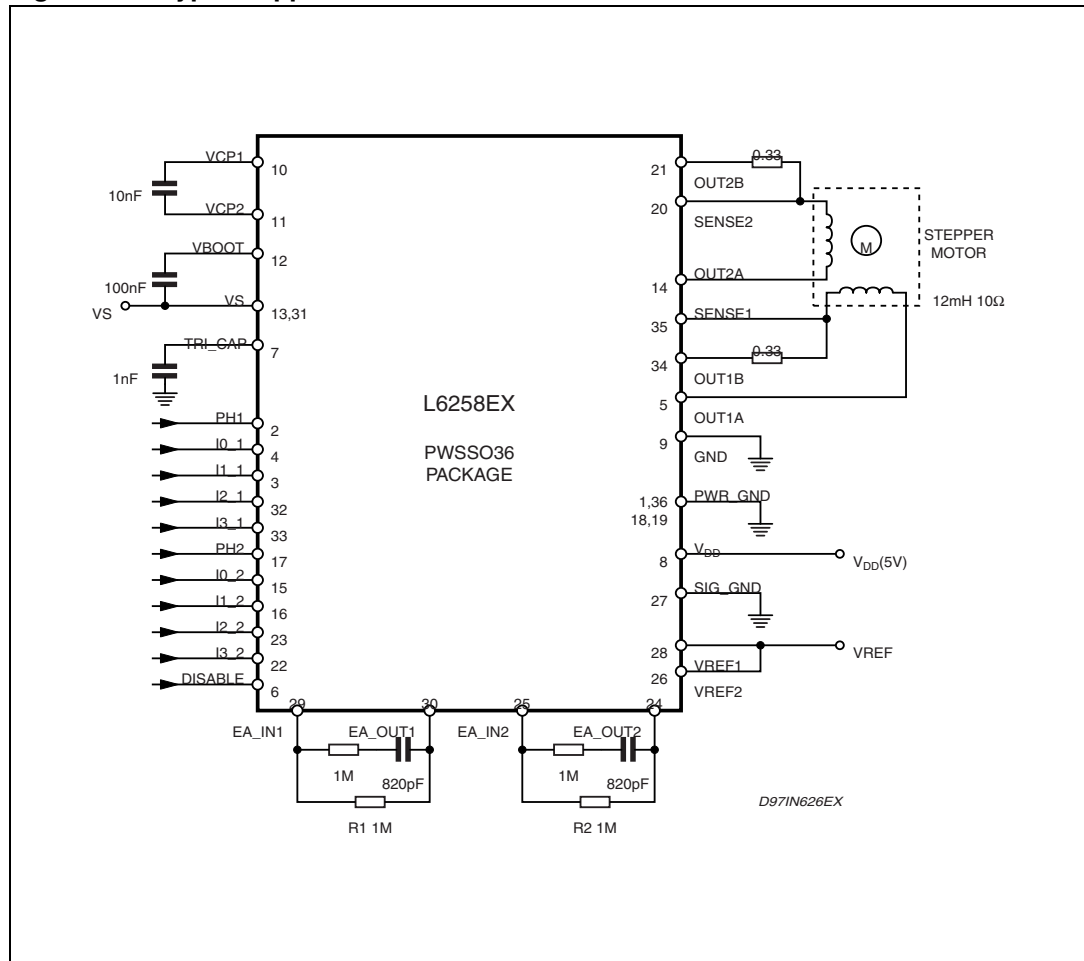 VCP1
10
10nF
VCP2
11
VBOOT
12
100nF
VS
VS
13,31
TRI_CAP
7
1nF
PH1
2
I0_1
4
I1_1
3
I2_1
32
I3_1
33
PH2
17
I0_2
15
I1_2
16
I2_2
23
I3_2
22
DISABLE
6
L6258EX
PWSSO36
PACKAGE
21
0.33
OUT2B
20
SENSE2
M
STEPPER
MOTOR
OUT2A
14
SENSE1
12mH 10Ω
35
0.33
34
OUT1B
5
OUT1A
9
GND
1,36
PWR_GND
18,19
VDD
8
VDD(5V)
SIG_GND
27
28
VREF
VREF1
26
VREF2
29
30
25
24
EA_IN1
EA_OUT1
EA_IN2
EA_OUT2
1M
820pF
1M
820pF
R1 1M
R2 1M
D97IN626EX